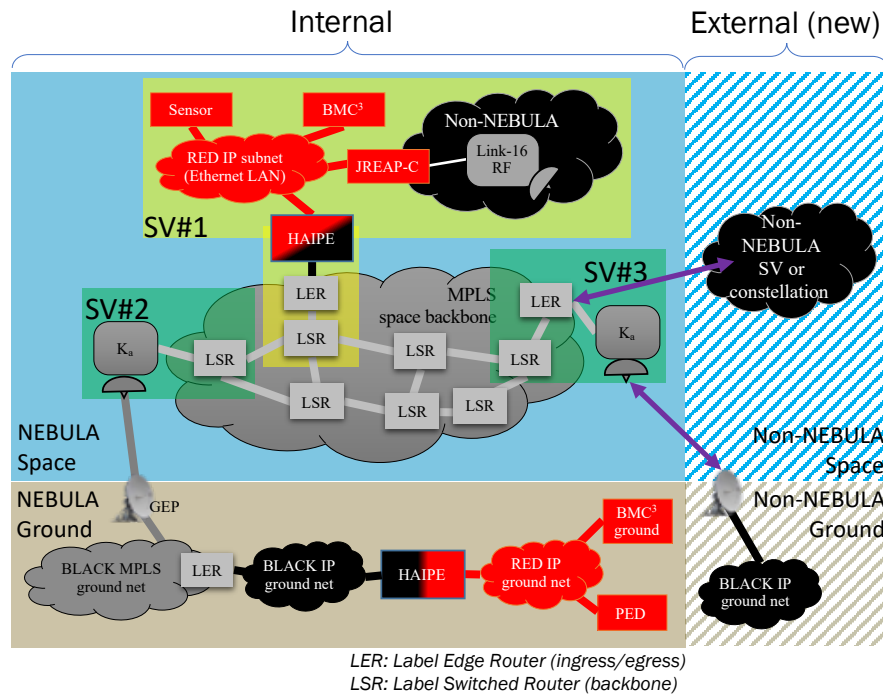 Internal
External (new)
Sensor
BMC³
Non-NEBULA
RED IP subnet
(Ethernet LAN)
JREAP-C
Link-16
RF
SV#1
HAIPE
SV#2
SV#3
LER
MPLS
space backbone
LER
Non-
NEBULA
SV or
constellation
Kₐ
LSR
LSR
LSR
LSR
Kₐ
LSR
LSR
LSR
NEBULA
Space
Non-NEBULA
Space
NEBULA
Ground
GEP
Non-NEBULA
Ground
BLACK MPLS
ground net
LER
BLACK IP
ground net
HAIPE
RED IP
ground net
BMC³
ground
PED
BLACK IP
ground net
LER: Label Edge Router (ingress/egress)
LSR: Label Switched Router (backbone)